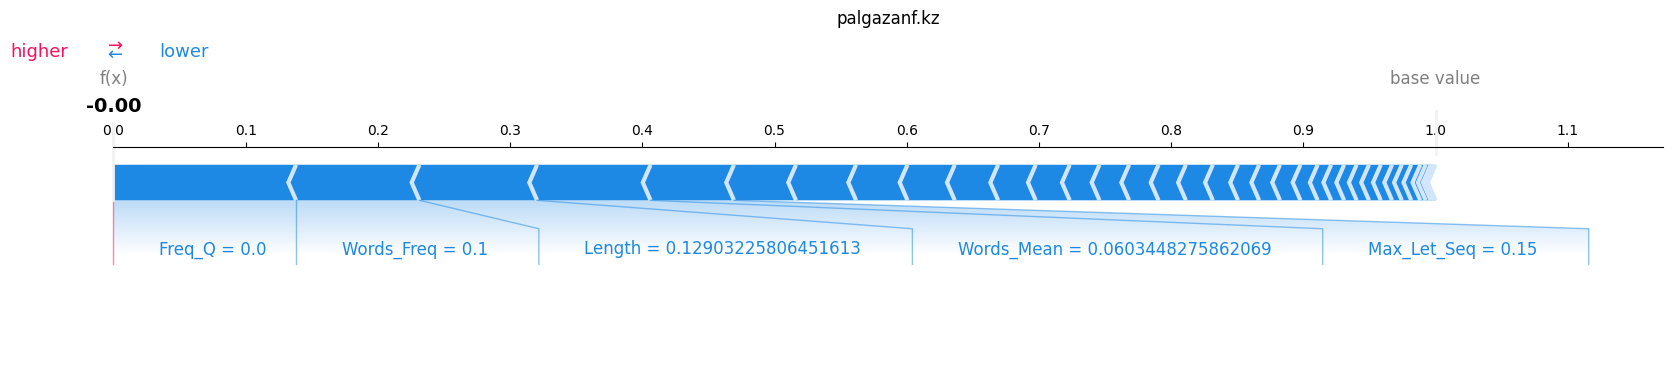 palgazanf.kz
higher ⇄ lower
f(x) base value
-0.00
0.0 0.1 0.2 0.3 0.4 0.5 0.6 0.7 0.8 0.9 1.0 1.1
Freq_Q = 0.0 Words_Freq = 0.1 Length = 0.12903225806451613 Words_Mean = 0.0603448275862069 Max_Let_Seq = 0.15